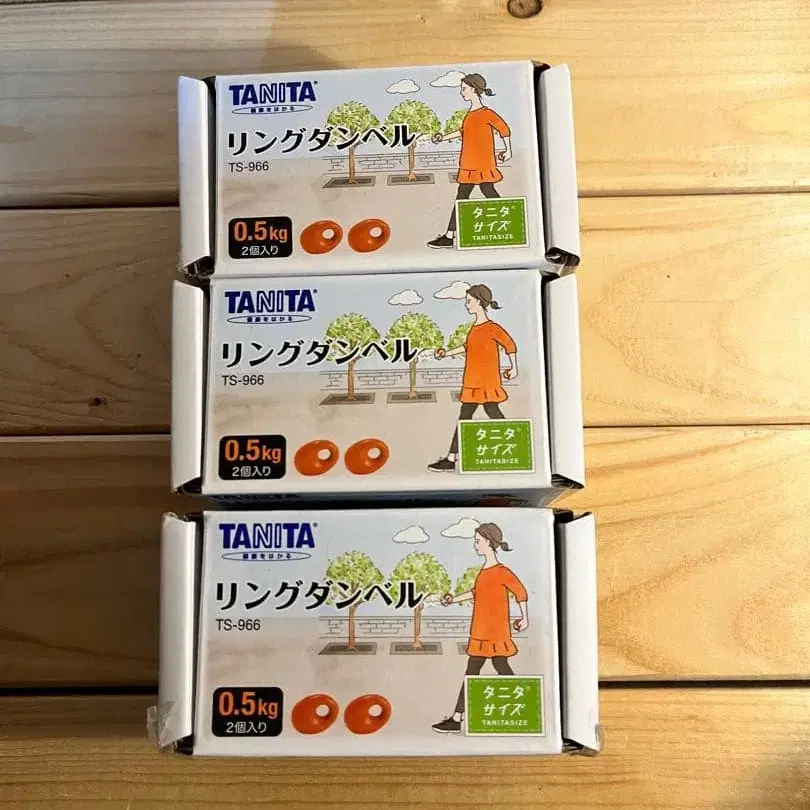 TANITA®
健康をはかる
リングダンベル
TS-966
0.5kg
2個入り
タニタ®
サイズ
TANITASIZE
TANITA®
健康をはかる
リングダンベル
TS-966
0.5kg
2個入り
タニタ®
サイズ
TANITASIZE
TANITA®
健康をはかる
リングダンベル
TS-966
0.5kg
2個入り
タニタ®
サイズ
TANITASIZE